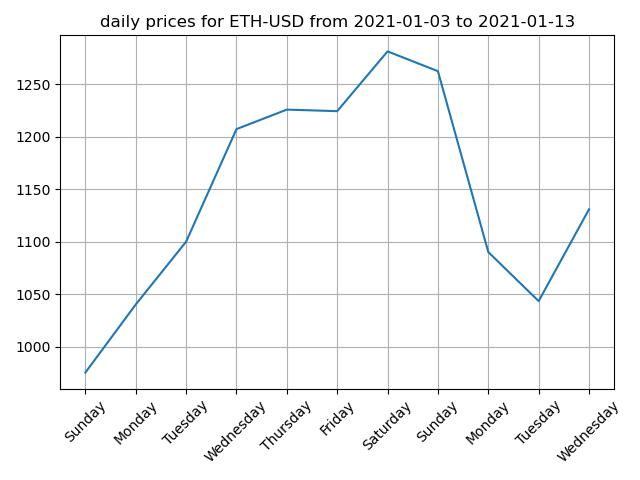 daily prices for ETH-USD from 2021-01-03 to 2021-01-13
1250
1200
1150
1100
1050
1000
Sunday
Monday
Tuesday
Wednesday
Thursday
Friday
Saturday
Sunday
Monday
Tuesday
Wednesday